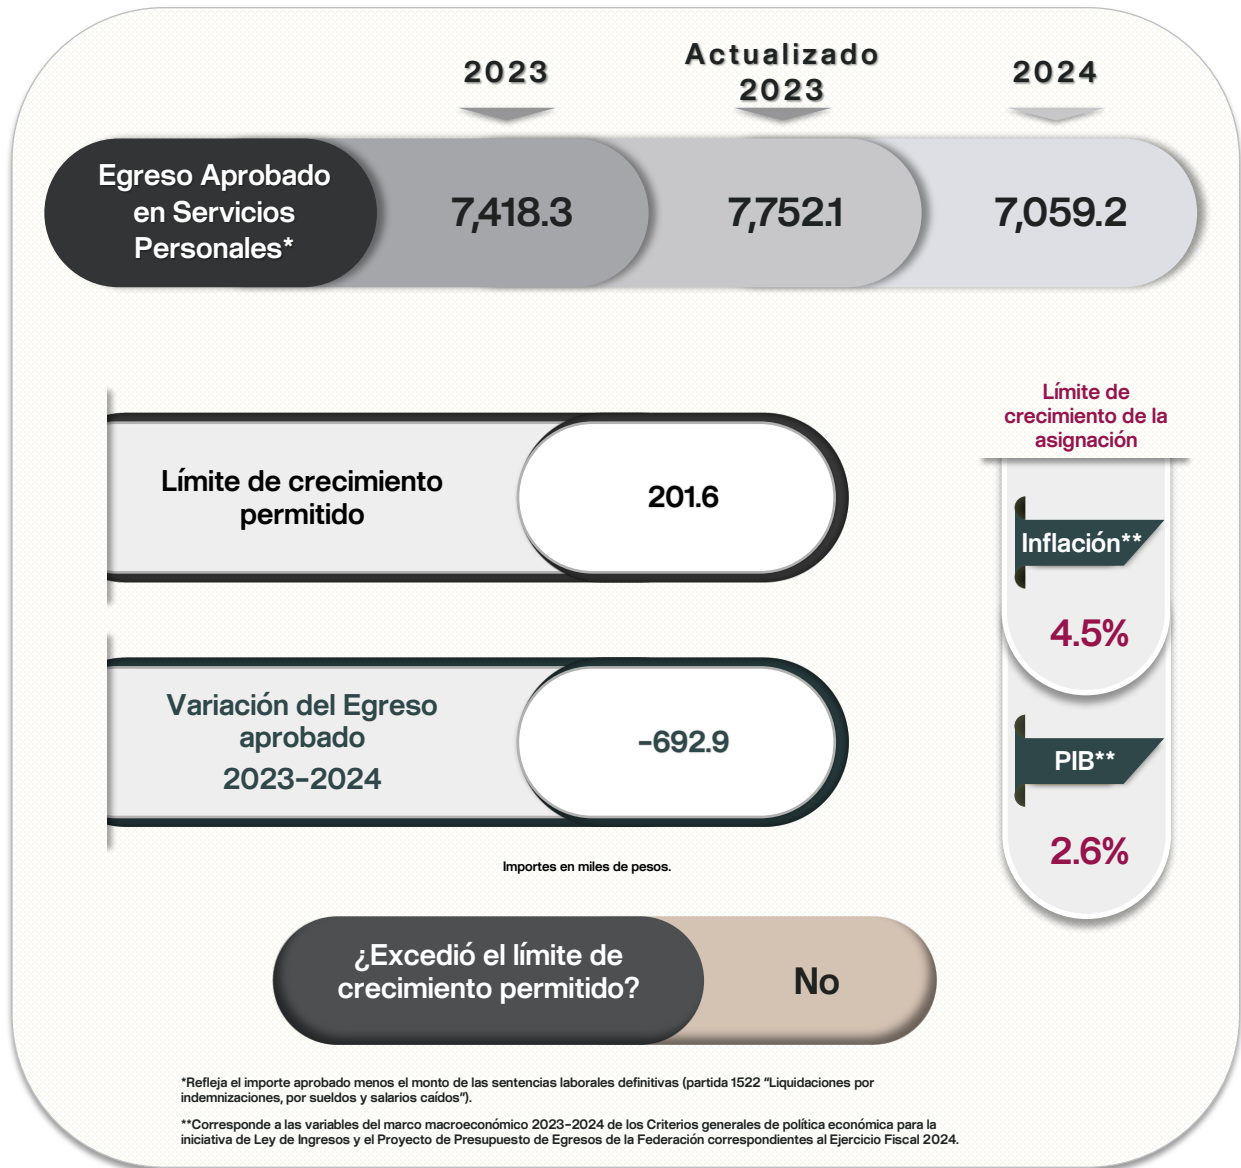 2023
Actualizado
2023
2024
Egreso Aprobado
en Servicios
Personales*
7,418.3
7,752.1
7,059.2
Límite de crecimiento
permitido
201.6
Variación del Egreso
aprobado
2023-2024
-692.9
Importes en miles de pesos.
Límite de
crecimiento de la
asignación
Inflación**
4.5%
PIB**
2.6%
¿Excedió el límite de
crecimiento permitido?
No
*Refleja el importe aprobado menos el monto de las sentencias laborales definitivas (partida 1522 "Liquidaciones por
indemnizaciones, por sueldos y salarios caídos").
**Corresponde a las variables del marco macroeconómico 2023-2024 de los Criterios generales de política económica para la
iniciativa de Ley de Ingresos y el Proyecto de Presupuesto de Egresos de la Federación correspondientes al Ejercicio Fiscal 2024.